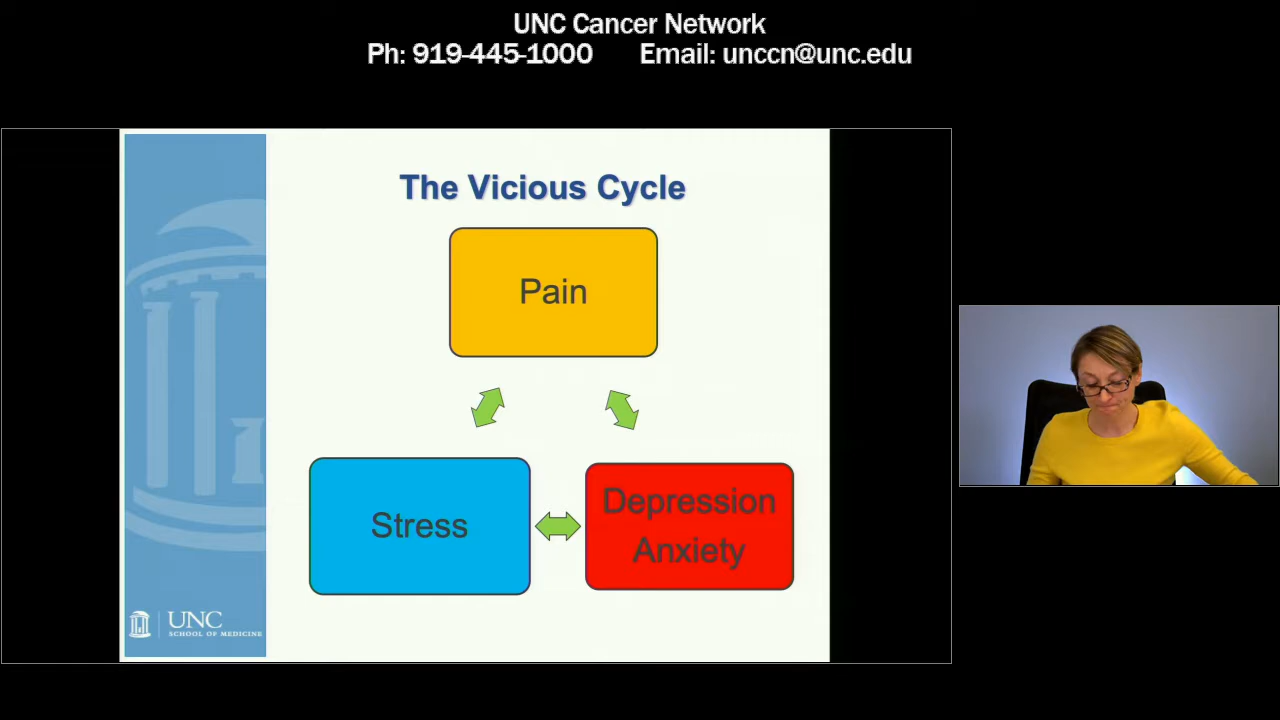 UNC Cancer Network
Ph: 919-445-1000 Email: unccn@unc.edu
The Vicious Cycle
Pain
Stress
Depression
Anxiety
UNC
SCHOOL OF MEDICINE